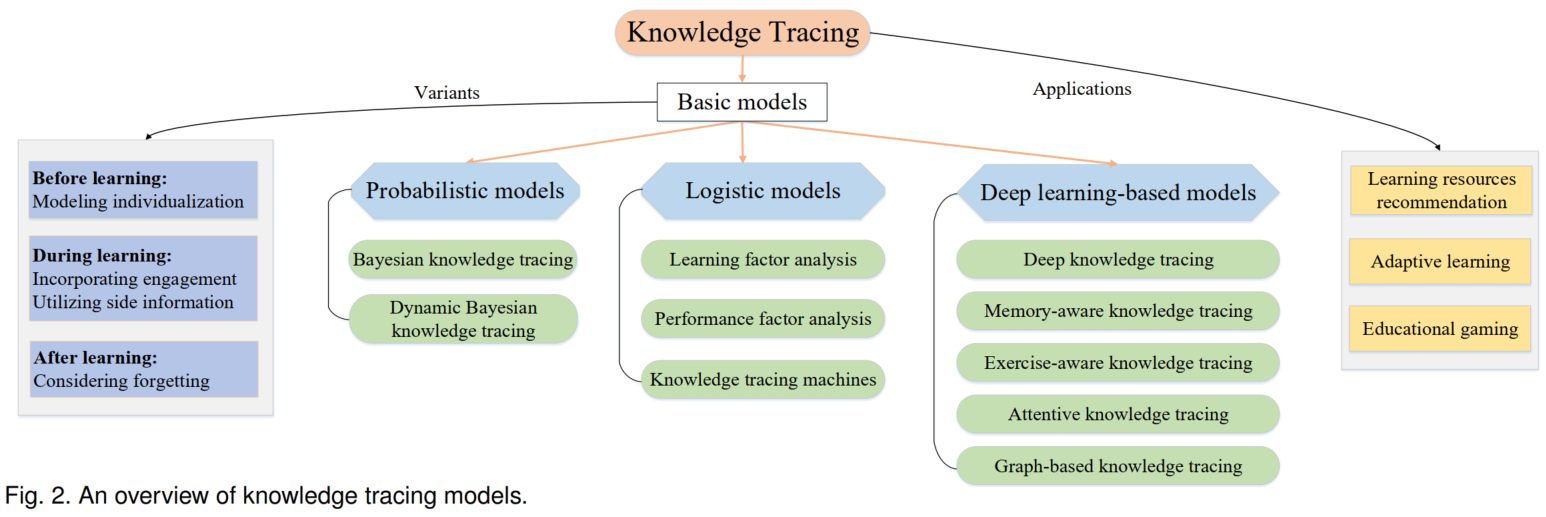 Knowledge Tracing
Variants
Basic models
Applications
Before learning:
Modeling individualization
During learning:
Incorporating engagement
Utilizing side information
After learning:
Considering forgetting
Probabilistic models
Bayesian knowledge tracing
Dynamic Bayesian
knowledge tracing
Logistic models
Learning factor analysis
Performance factor analysis
Knowledge tracing machines
Deep learning-based models
Deep knowledge tracing
Memory-aware knowledge tracing
Exercise-aware knowledge tracing
Attentive knowledge tracing
Graph-based knowledge tracing
Learning resources
recommendation
Adaptive learning
Educational gaming
Fig. 2. An overview of knowledge tracing models.